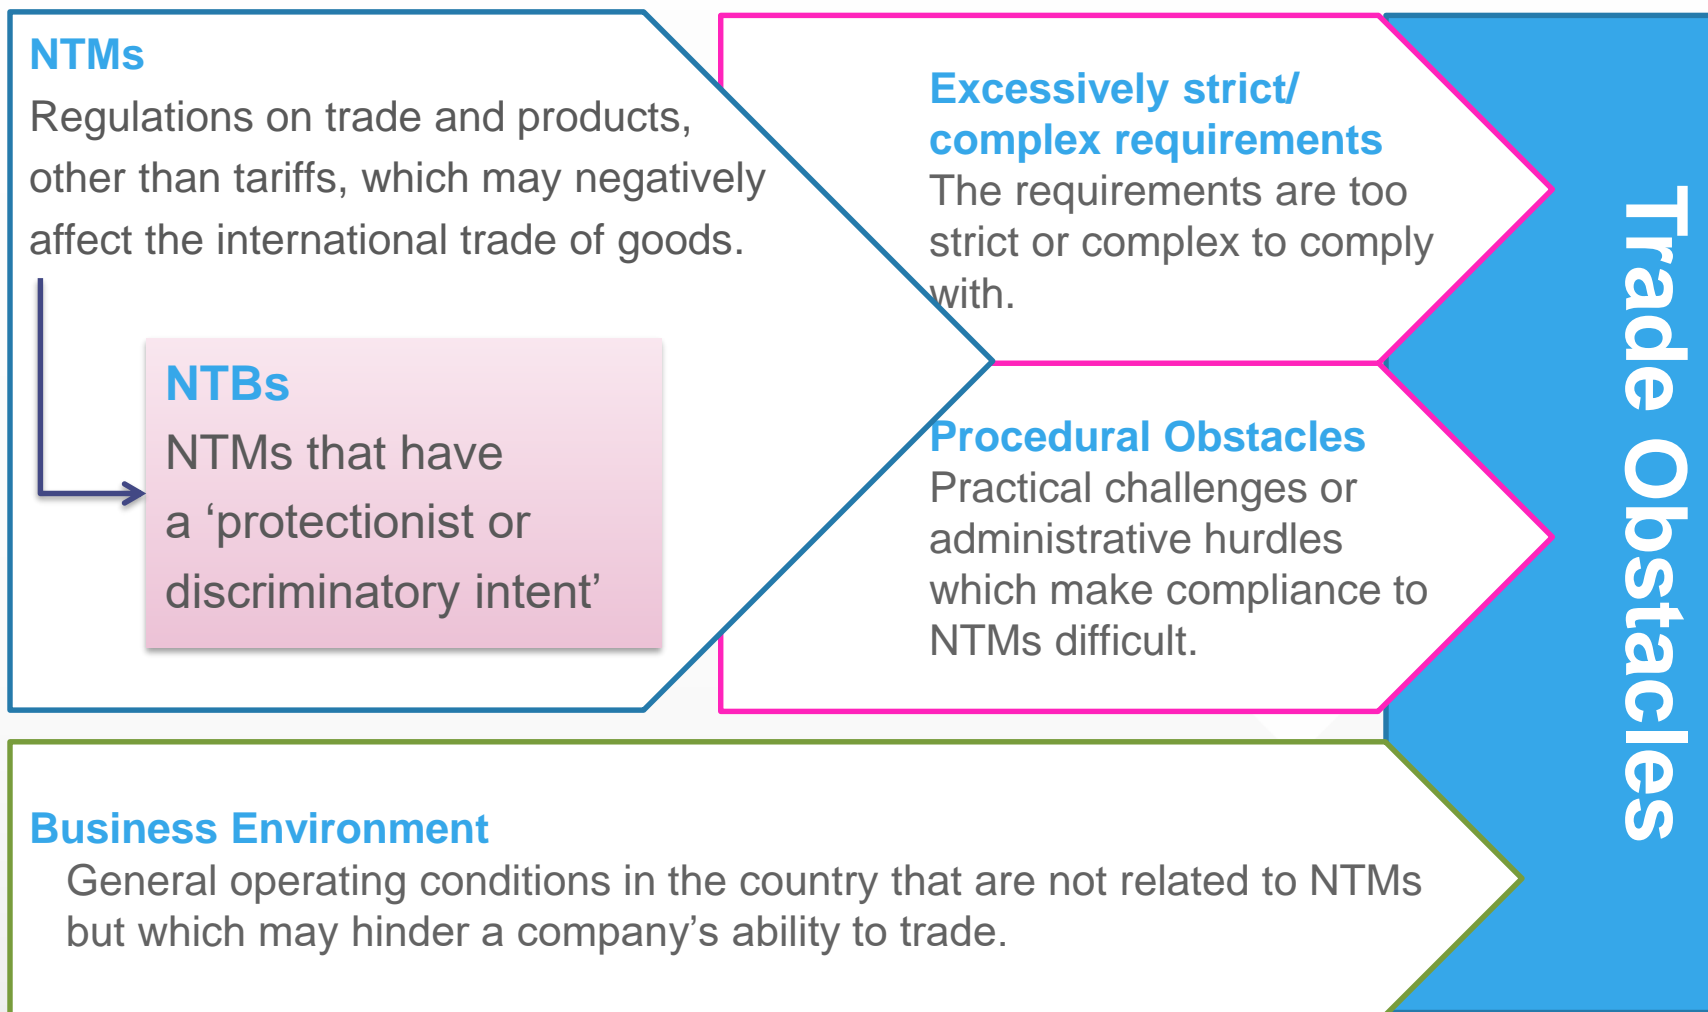 NTMs
Regulations on trade and products,
other than tariffs, which may negatively
affect the international trade of goods.
NTBs
NTMs that have
a ‘protectionist or
discriminatory intent’
Excessively strict/
complex requirements
The requirements are too
strict or complex to comply
with.
Procedural Obstacles
Practical challenges or
administrative hurdles
which make compliance to
NTMs difficult.
Business Environment
General operating conditions in the country that are not related to NTMs
but which may hinder a company’s ability to trade.
Trade Obstacles